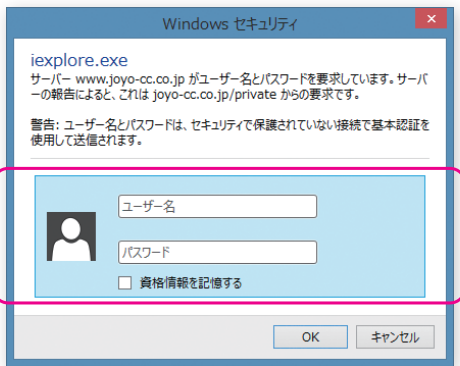 Windows セキュリティ
iexplore.exe
サーバー www.joyo-cc.co.jp がユーザー名とパスワードを要求しています。サーバ
ーの報告によると、これは joyo-cc.co.jp/private からの要求です。
警告: ユーザー名とパスワードは、セキュリティで保護されていない接続で基本認証を
使用して送信されます。
ユーザー名
パスワード
資格情報を記憶する
OK
キャンセル